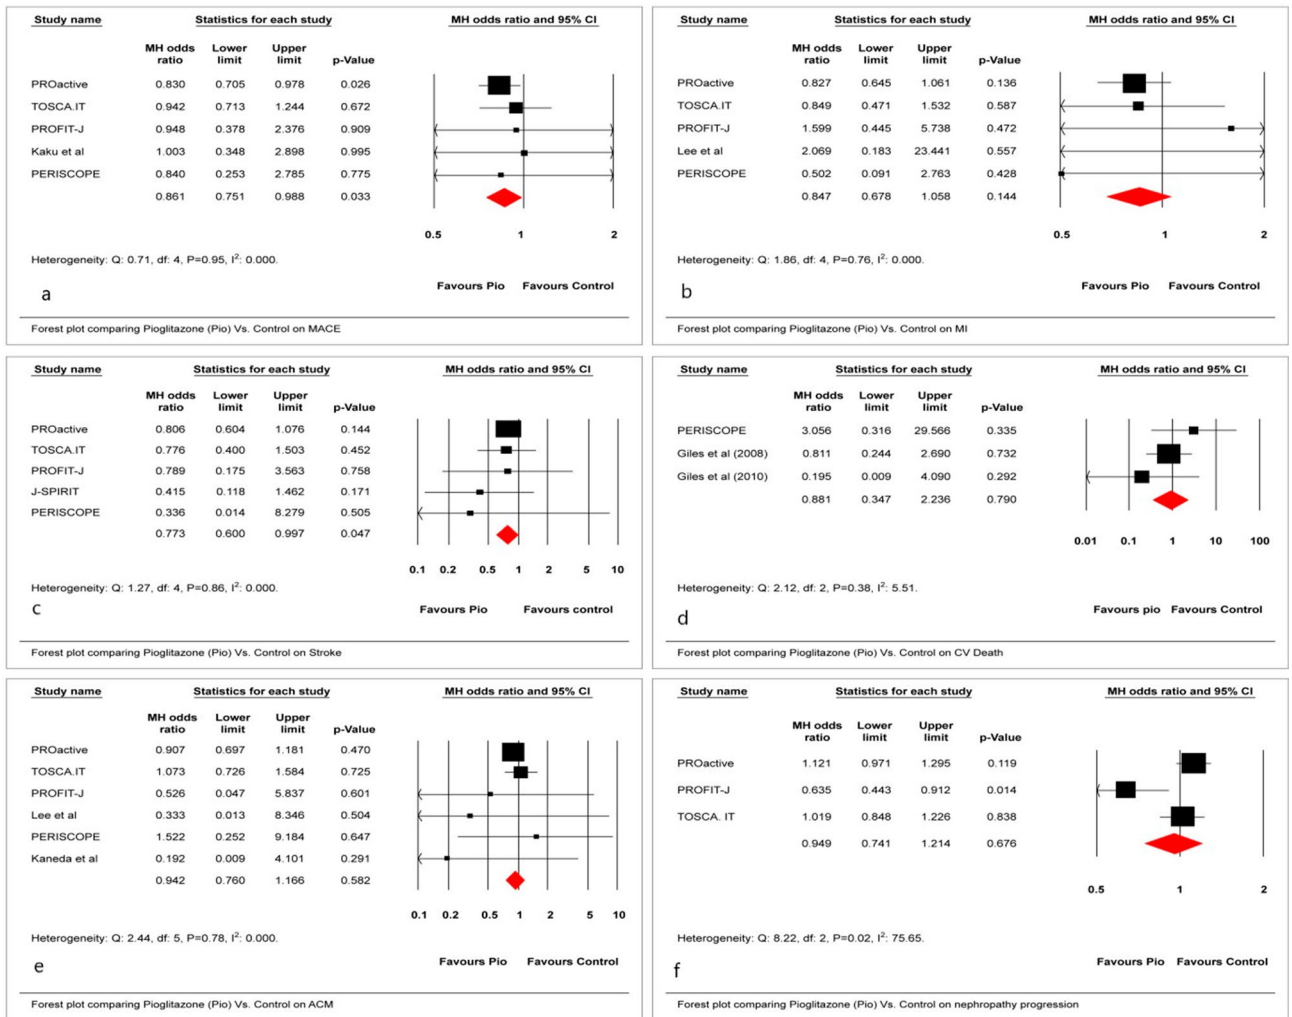 Study name Statistics for each study MH odds ratio and 95% CI
MH odds Lower Upper
ratio limit limit p-Value
PROactive 0.830 0.705 0.978 0.026
TOSCA.IT 0.942 0.713 1.244 0.672
PROFIT-J 0.948 0.378 2.376 0.909
Kaku et al 1.003 0.348 2.898 0.995
PERISCOPE 0.840 0.253 2.785 0.775
0.861 0.751 0.988 0.033
0.5 1 2
Heterogeneity: Q: 0.71, df: 4, P=0.95, I²: 0.000.
a
Favours Pio Favours Control
Forest plot comparing Pioglitazone (Pio) Vs. Control on MACE
Study name Statistics for each study MH odds ratio and 95% CI
MH odds Lower Upper
ratio limit limit p-Value
PROactive 0.827 0.645 1.061 0.136
TOSCA.IT 0.849 0.471 1.532 0.587
PROFIT-J 1.599 0.445 5.738 0.472
Lee et al 2.069 0.183 23.441 0.557
PERISCOPE 0.502 0.091 2.763 0.428
0.847 0.678 1.058 0.144
0.5 1 2
Heterogeneity: Q: 1.86, df: 4, P=0.76, I²: 0.000.
b
Favours Pio Favours Control
Forest plot comparing Pioglitazone (Pio) Vs. Control on MI
Study name Statistics for each study MH odds ratio and 95% CI
MH odds Lower Upper
ratio limit limit p-Value
PROactive 0.806 0.604 1.076 0.144
TOSCA.IT 0.776 0.400 1.503 0.452
PROFIT-J 0.789 0.175 3.563 0.758
J-SPIRIT 0.415 0.118 1.462 0.171
PERISCOPE 0.336 0.014 8.279 0.505
0.773 0.600 0.997 0.047
0.1 0.2 0.5 1 2 5 10
Heterogeneity: Q: 1.27, df: 4, P=0.86, I²: 0.000.
c
Favours Pio Favours control
Forest plot comparing Pioglitazone (Pio) Vs. Control on Stroke
Study name Statistics for each study MH odds ratio and 95% CI
MH odds Lower Upper
ratio limit limit p-Value
PERISCOPE 3.056 0.316 29.566 0.335
Giles et al (2008) 0.811 0.244 2.690 0.732
Giles et al (2010) 0.195 0.009 4.090 0.292
0.881 0.347 2.236 0.790
0.01 0.1 1 10 100
Heterogeneity: Q: 2.12, df: 2, P=0.38, I²: 5.51.
d
Favours pio Favours Control
Forest plot comparing Pioglitazone (Pio) Vs. Control on CV Death
Study name Statistics for each study MH odds ratio and 95% CI
MH odds Lower Upper
ratio limit limit p-Value
PROactive 0.907 0.697 1.181 0.470
TOSCA.IT 1.073 0.726 1.584 0.725
PROFIT-J 0.526 0.047 5.837 0.601
Lee et al 0.333 0.013 8.346 0.504
PERISCOPE 1.522 0.252 9.184 0.647
Kaneda et al 0.192 0.009 4.101 0.291
0.942 0.760 1.166 0.582
0.1 0.2 0.5 1 2 5 10
Heterogeneity: Q: 2.44, df: 5, P=0.78, I²: 0.000.
e
Favours Pio Favours Control
Forest plot comparing Pioglitazone (Pio) Vs. Control on ACM
Study name Statistics for each study MH odds ratio and 95% CI
MH odds Lower Upper
ratio limit limit p-Value
PROactive 1.121 0.971 1.295 0.119
PROFIT-J 0.635 0.443 0.912 0.014
TOSCA. IT 1.019 0.848 1.226 0.838
0.949 0.741 1.214 0.676
0.5 1 2
Heterogeneity: Q: 8.22, df: 2, P=0.02, I²: 75.65.
f
Favours Pio Favours Control
Forest plot comparing Pioglitazone (Pio) Vs. Control on nephropathy progression